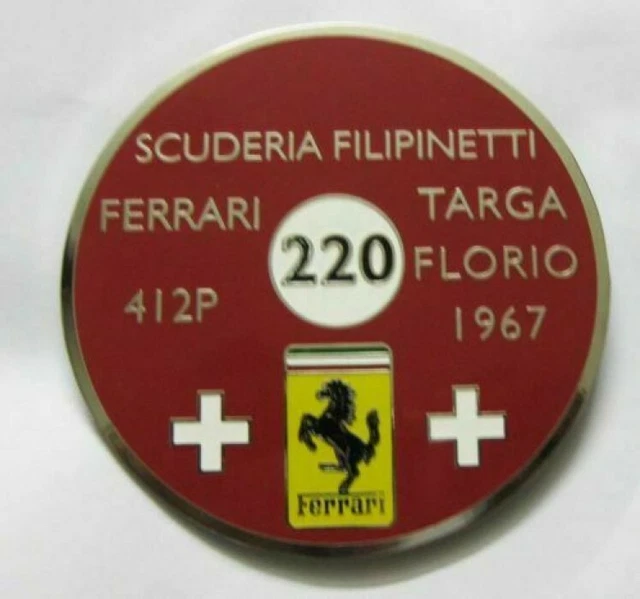 SCUDERIA FILIPINETTI
FERRARI
412P
220
TARGA
FLORIO
1967
Ferrari